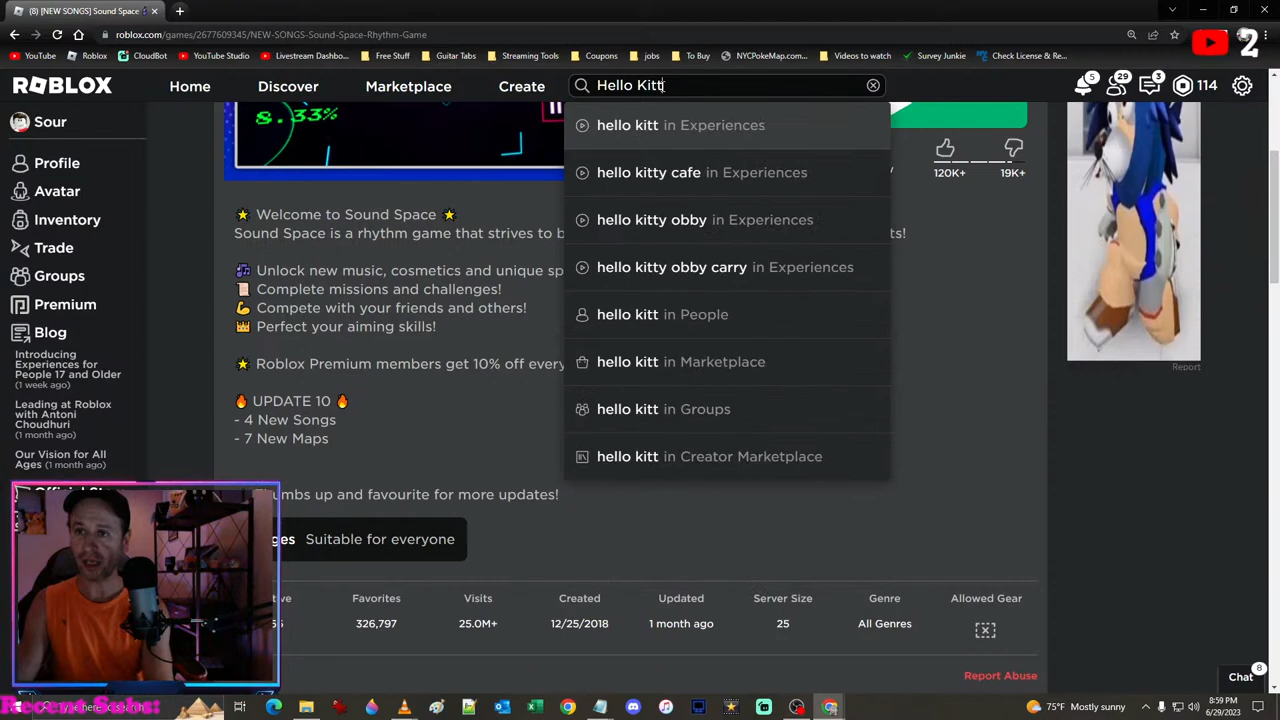 (8) [NEW SONGS] Sound Space
roblox.com/games/2677609345/NEW-SONGS-Sound-Space-Rhythm-Game
YouTube Roblox CloudBot YouTube Studio Livestream Dashbo... Free Stuff Guitar Tabs Streaming Tools Coupons jobs To Buy NYCPokeMap.com Videos to watch Survey Junkie Check License & Re...
2
ROBLOX Home Discover Marketplace Create Hello Kitt 5 29 3 114
Sour
Profile
Avatar
Inventory
Trade
Groups
Premium
Blog
Introducing
Experiences for
People 17 and Older
(1 week ago)
Leading at Roblox
with Antoni
Choudhuri
(1 month ago)
Our Vision for All
Ages (1 month ago)
8.33%
hello kitt in Experiences
hello kitty cafe in Experiences
hello kitty obby in Experiences
hello kitty obby carry in Experiences
hello kitt in People
hello kitt in Marketplace
hello kitt in Groups
hello kitt in Creator Marketplace
120K+ 19K+
Report
Welcome to Sound Space
Sound Space is a rhythm game that strives to b
Unlock new music, cosmetics and unique sp
Complete missions and challenges!
Compete with your friends and others!
Perfect your aiming skills!
Roblox Premium members get 10% off every
UPDATE 10
- 4 New Songs
- 7 New Maps
humbs up and favourite for more updates!
ges Suitable for everyone
Favorites Visits Created Updated Server Size Genre Allowed Gear
326,797 25.0M+ 12/25/2018 1 month ago 25 All Genres
Report Abuse
Chat 8
Recent Subs:
75°F Mostly sunny
8:59 PM
6/29/2023